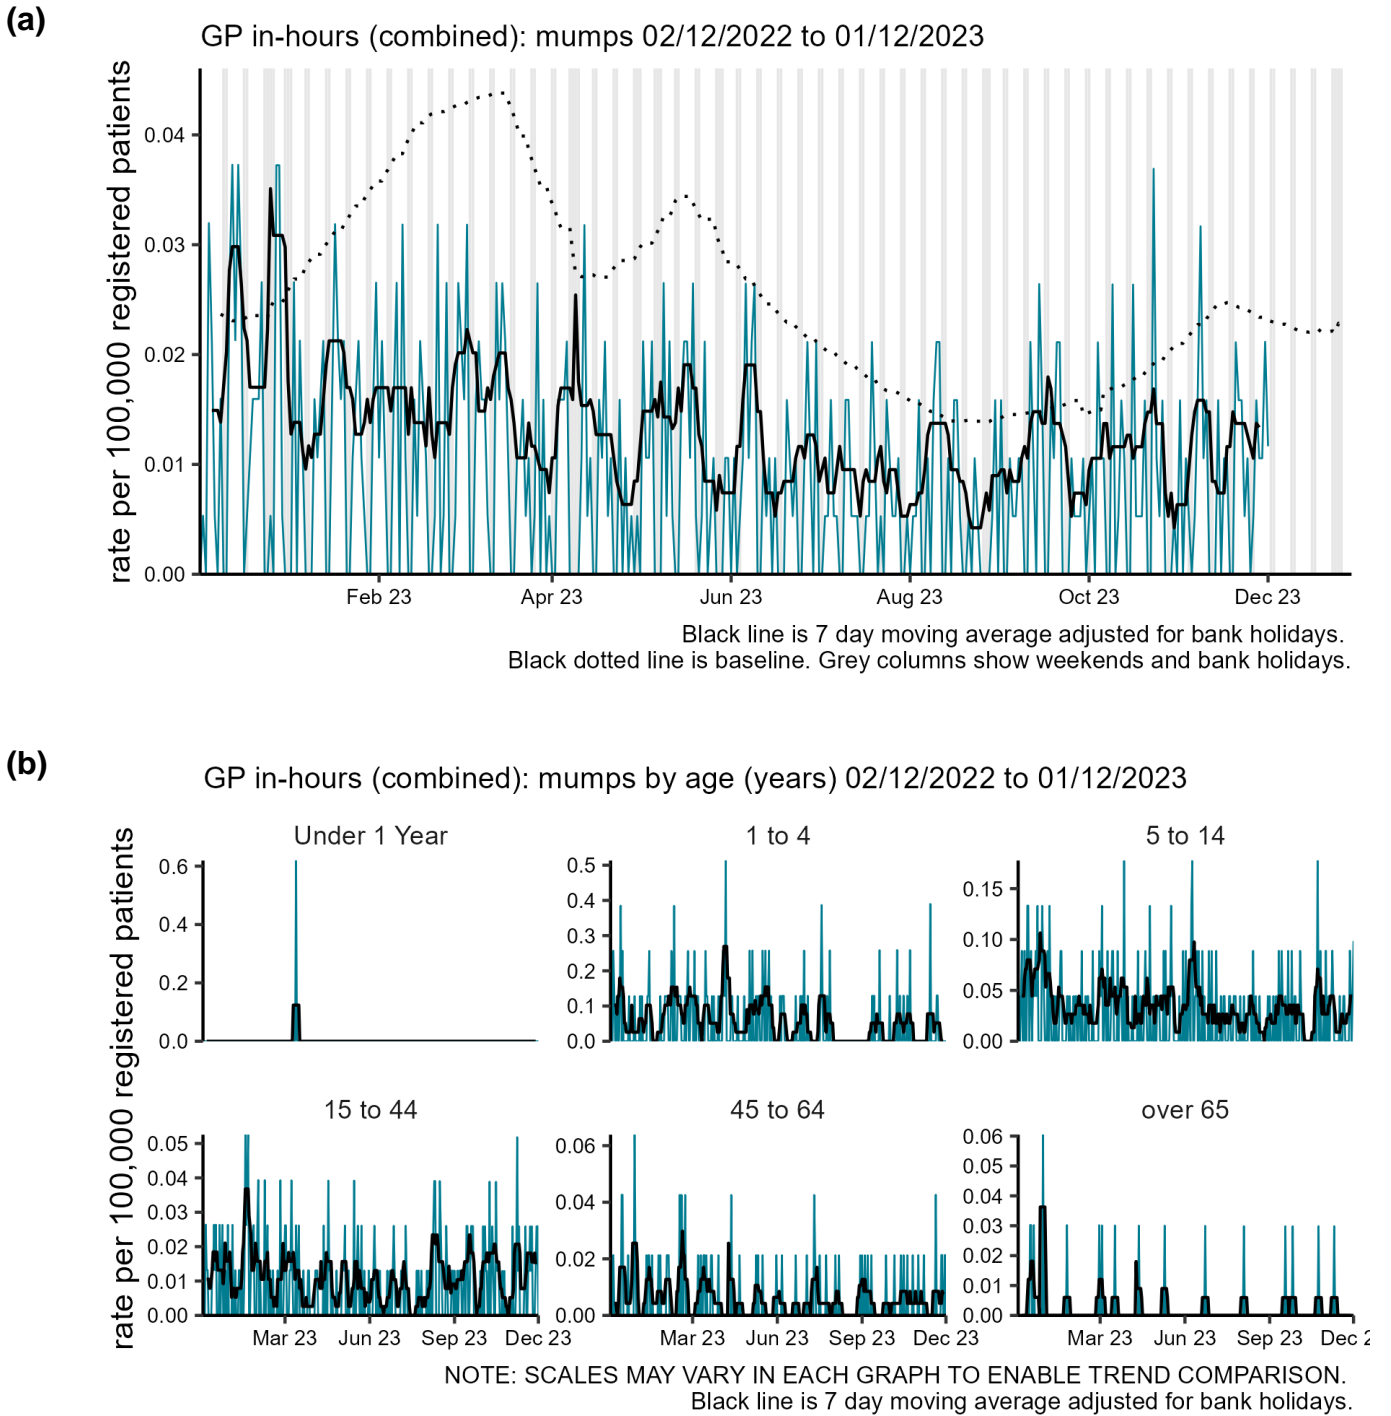 (a)
GP in-hours (combined): mumps 02/12/2022 to 01/12/2023
rate per 100,000 registered patients
0.04
0.03
0.02
0.01
0.00
Feb 23
Apr 23
Jun 23
Aug 23
Oct 23
Dec 23
Black line is 7 day moving average adjusted for bank holidays.
Black dotted line is baseline. Grey columns show weekends and bank holidays.
(b)
GP in-hours (combined): mumps by age (years) 02/12/2022 to 01/12/2023
rate per 100,000 registered patients
Under 1 Year
0.6
0.4
0.2
0.0
1 to 4
0.5
0.4
0.3
0.2
0.1
0.0
5 to 14
0.15
0.10
0.05
0.00
15 to 44
0.05
0.04
0.03
0.02
0.01
0.00
Mar 23
Jun 23
Sep 23
Dec 23
45 to 64
0.06
0.04
0.02
0.00
Mar 23
Jun 23
Sep 23
Dec 23
over 65
0.06
0.05
0.04
0.03
0.02
0.01
0.00
Mar 23
Jun 23
Sep 23
Dec 2
NOTE: SCALES MAY VARY IN EACH GRAPH TO ENABLE TREND COMPARISON.
Black line is 7 day moving average adjusted for bank holidays.